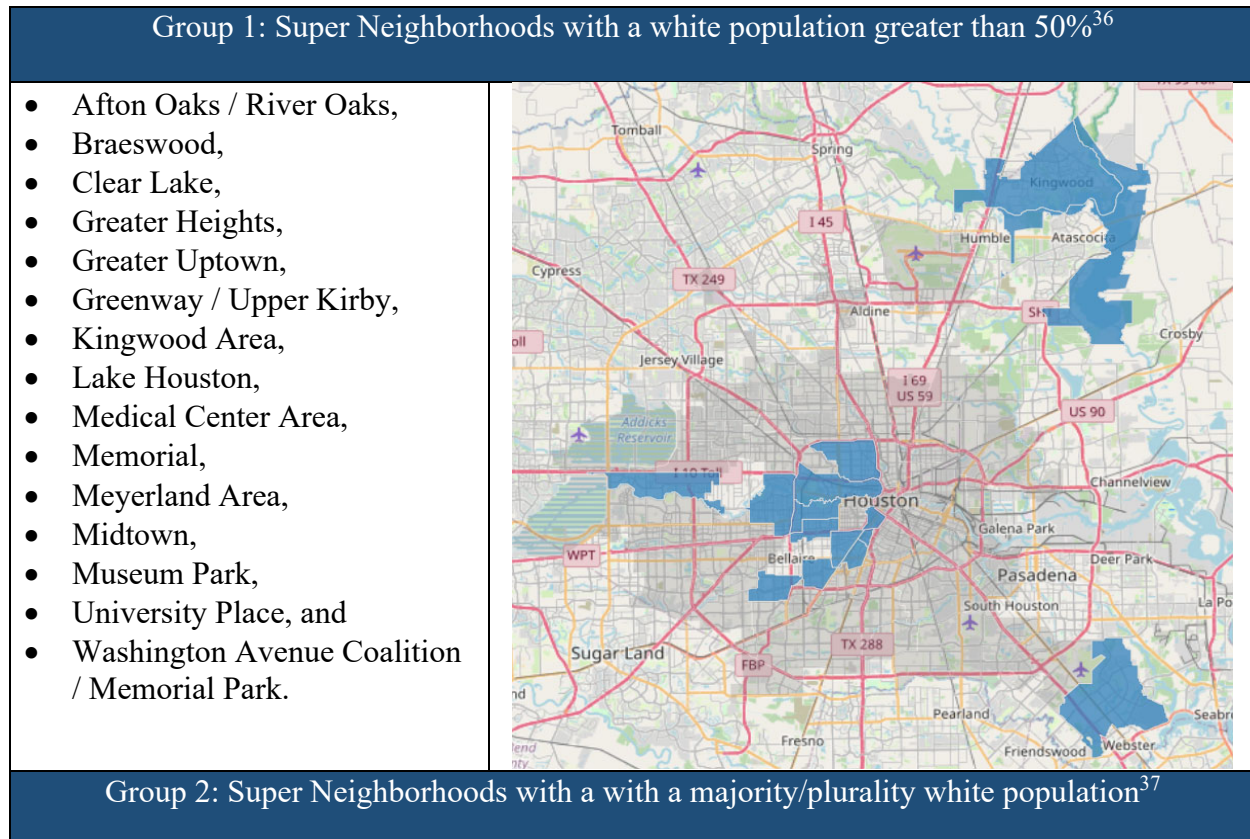 Group 1: Super Neighborhoods with a white population greater than 50%36
• Afton Oaks / River Oaks,
• Braeswood,
• Clear Lake,
• Greater Heights,
• Greater Uptown,
• Greenway / Upper Kirby,
• Kingwood Area,
• Lake Houston,
• Medical Center Area,
• Memorial,
• Meyerland Area,
• Midtown,
• Museum Park,
• University Place, and
• Washington Avenue Coalition
/ Memorial Park.
Tomball
Spring
Kingwood
I 45
Humble
Atascocita
Cypress
TX 249
Aldine
Crosby
oll
Jersey Village
I 69
US 59
US 90
Addicks
Reservoir
I 10 Toll
Channelview
Houston
Galena Park
WPT
Bellaire
Deer Park
Pasadena
La Po
South Houston
TX 288
Sugar Land
FBP
nd
Pearland
Seabr
Fresno
Friendswood
Webster
Group 2: Super Neighborhoods with a with a majority/plurality white population37